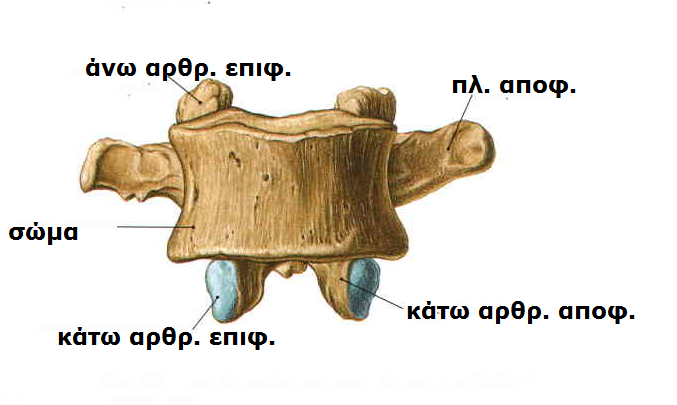 άνω αρθρ. επιφ.
πλ. αποφ.
σώμα
κάτω αρθρ. αποφ.
κάτω αρθρ. επιφ.